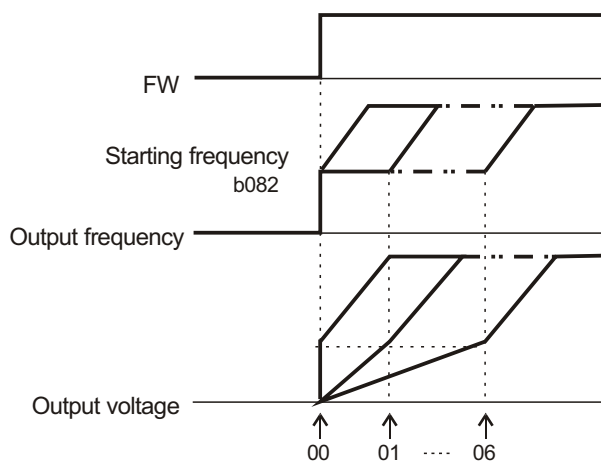 FW
Starting frequency
b082
Output frequency
Output voltage
00 01 ····· 06